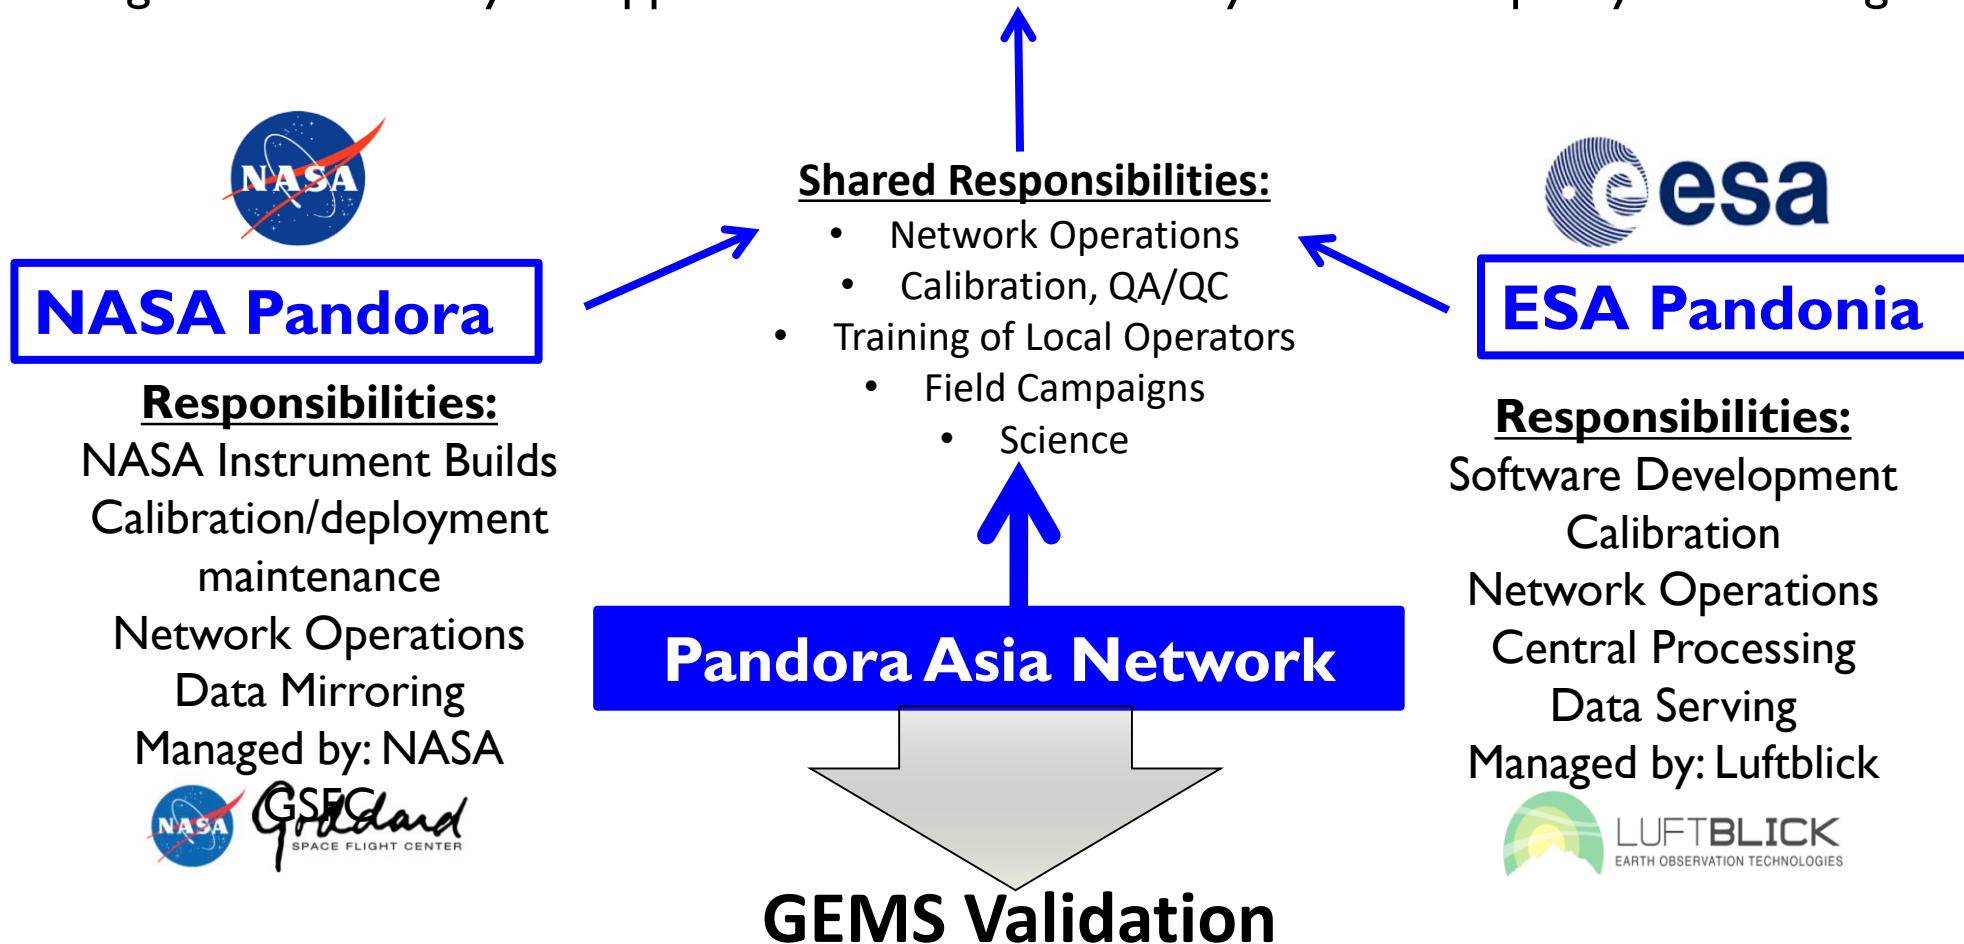 NASA
Shared Responsibilities:
• Network Operations
• Calibration, QA/QC
• Training of Local Operators
• Field Campaigns
• Science
esa
NASA Pandora
ESA Pandonia
Responsibilities:
NASA Instrument Builds
Calibration/deployment
maintenance
Network Operations
Data Mirroring
Managed by: NASA
GSFC
NASA
Goddard
SPACE FLIGHT CENTER
Pandora Asia Network
Responsibilities:
Software Development
Calibration
Network Operations
Central Processing
Data Serving
Managed by: Luftblick
LUFTBLICK
EARTH OBSERVATION TECHNOLOGIES
GEMS Validation